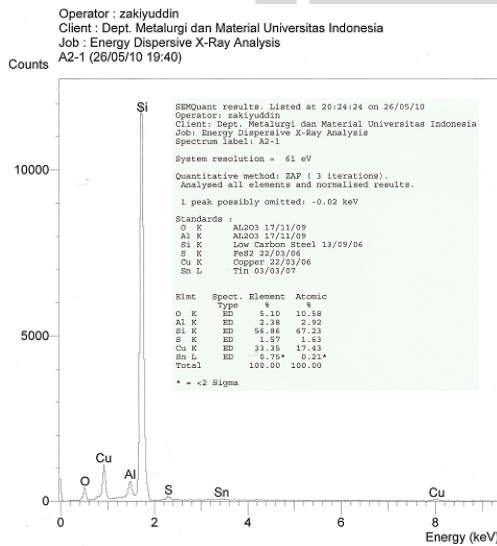 Operator : zakiyuddin
Client : Dept. Metalurgi dan Material Universitas Indonesia
Job : Energy Dispersive X-Ray Analysis
A2-1 (26/05/10 19:40)
Counts
Si
SEMQuant results. Listed at 20:24:24 on 26/05/10
Operator: zakiyuddin
Client: Dept. Metalurgi dan Material Universitas Indonesia
Job: Energy Dispersive X-Ray Analysis
Spectrum label: A2-1
System resolution = 61 eV
Quantitative method: ZAF ( 3 iterations).
Analysed all elements and normalised results.
1 peak possibly omitted: -0.02 keV
Standards :
O K AL2O3 17/11/09
Al K AL2O3 17/11/09
Si K Low Carbon Steel 13/09/06
S K FeS2 22/03/06
Cu K Copper 22/03/06
Sn L Tin 03/03/07
Elmt Spect. Element Atomic
Type % %
O K ED 5.10 10.58
Al K ED 2.38 2.92
Si K ED 56.86 67.23
S K ED 1.57 1.63
Cu K ED 33.35 17.43
Sn L ED 0.75* 0.21*
Total 100.00 100.00
* = <2 Sigma
10000
5000
0
O
Cu
Al
S
Sn
Cu
0 2 4 6 8
Energy (keV)